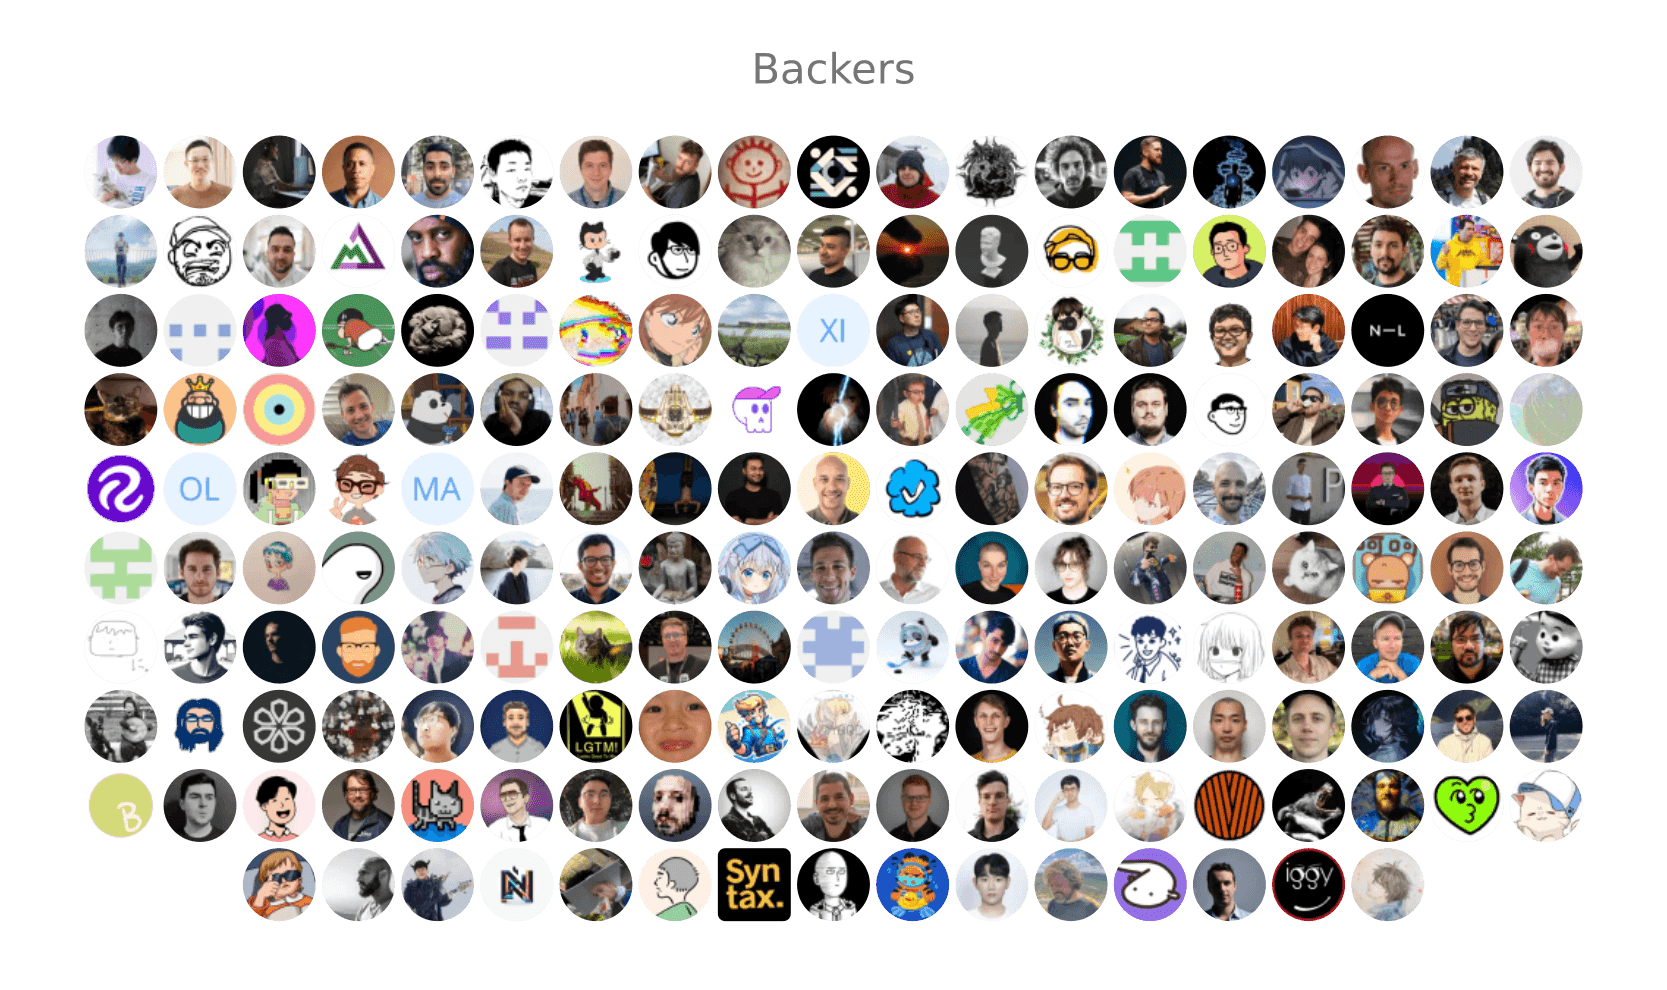 Backers
XI
N—L
P
OL
MA
LGTM!
B
Syn
tax.
iggy